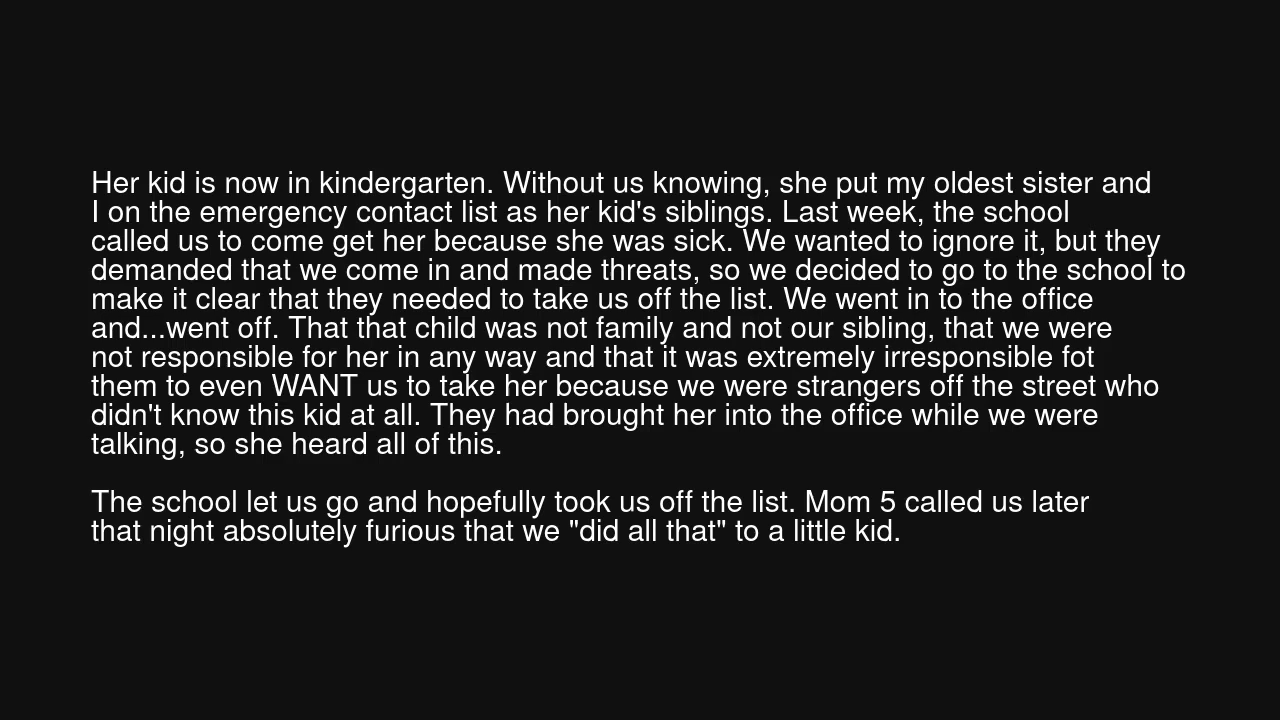 Her kid is now in kindergarten. Without us knowing, she put my oldest sister and
I on the emergency contact list as her kid's siblings. Last week, the school
called us to come get her because she was sick. We wanted to ignore it, but they
demanded that we come in and made threats, so we decided to go to the school to
make it clear that they needed to take us off the list. We went in to the office
and...went off. That that child was not family and not our sibling, that we were
not responsible for her in any way and that it was extremely irresponsible fot
them to even WANT us to take her because we were strangers off the street who
didn't know this kid at all. They had brought her into the office while we were
talking, so she heard all of this.
The school let us go and hopefully took us off the list. Mom 5 called us later
that night absolutely furious that we "did all that" to a little kid.